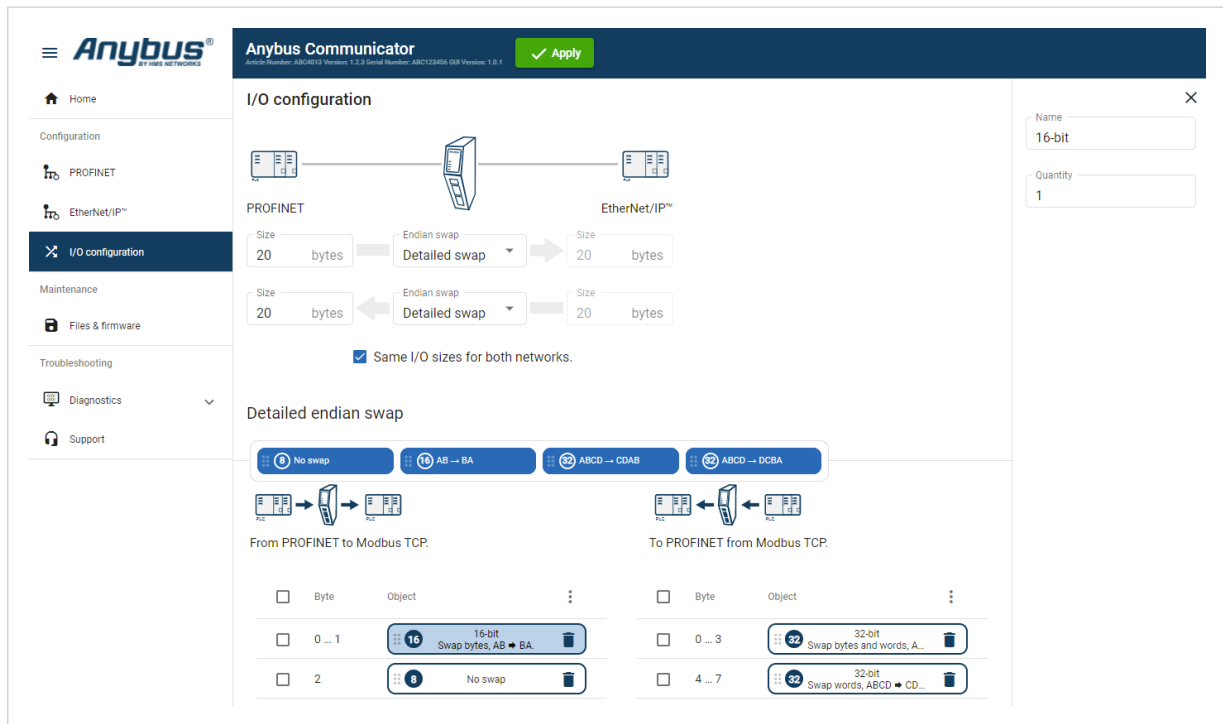 Anybus®
BY HMS NETWORKS
Anybus Communicator
Article Number: ABC4013 Version: 1.2.3 Serial Number: ABC123456 GUI Version: 1.0.1
Apply
Home
Configuration
PROFINET
EtherNet/IP™
I/O configuration
Maintenance
Files & firmware
Troubleshooting
Diagnostics
Support
I/O configuration
PLC
PLC
PROFINET
EtherNet/IP™
Size
20 bytes
Endian swap
Detailed swap
Size
20 bytes
Size
20 bytes
Endian swap
Detailed swap
Size
20 bytes
Same I/O sizes for both networks.
Detailed endian swap
8 No swap
16 AB → BA
32 ABCD → CDAB
32 ABCD → DCBA
PLC
PLC
From PROFINET to Modbus TCP.
Byte Object
0 ... 1
16
16-bit
Swap bytes, AB ➡ BA.
2
8 No swap
PLC
PLC
To PROFINET from Modbus TCP.
Byte Object
0 ... 3
32
32-bit
Swap bytes and words, A...
4 ... 7
32
32-bit
Swap words, ABCD ➡ CD...
Name
16-bit
Quantity
1